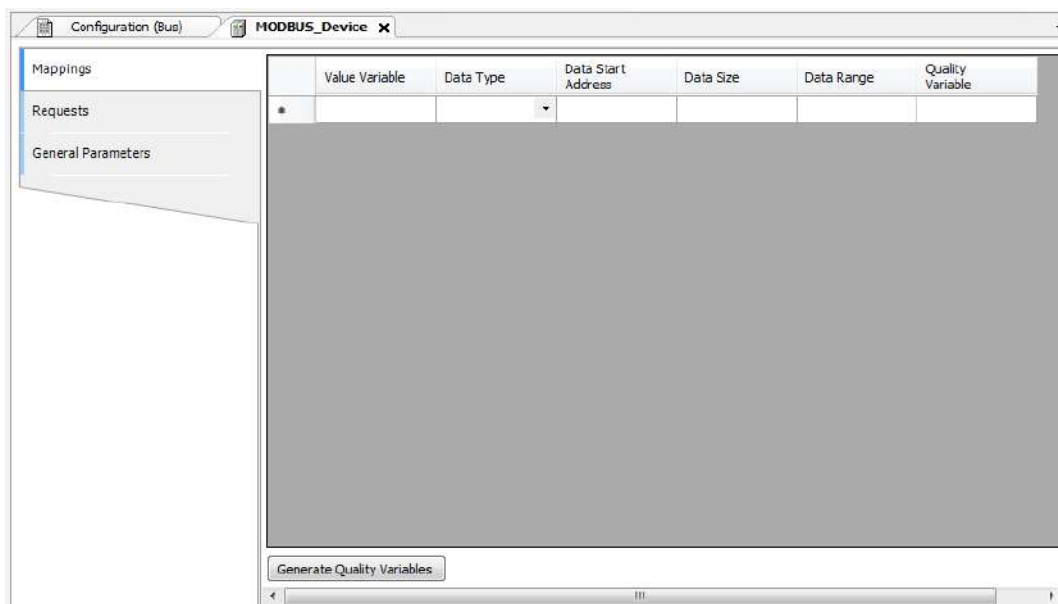 Configuration (Bus)
MODBUS_Device
Mappings
Requests
General Parameters
Value Variable
Data Type
Data Start
Address
Data Size
Data Range
Quality
Variable
Generate Quality Variables